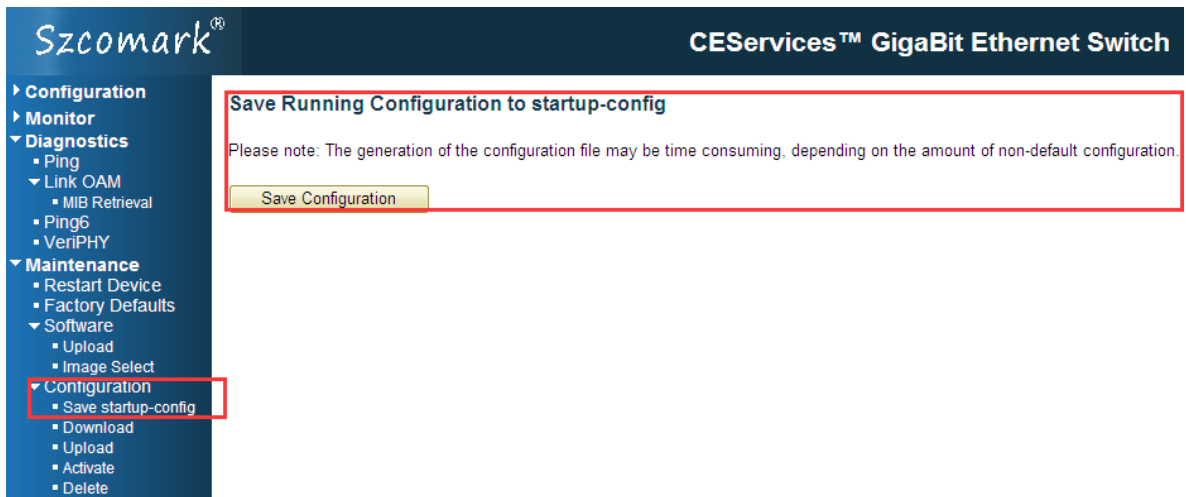 Szcomark®
CEServices™ GigaBit Ethernet Switch
Configuration
Monitor
Diagnostics
Ping
Link OAM
MIB Retrieval
Ping6
VeriPHY
Maintenance
Restart Device
Factory Defaults
Software
Upload
Image Select
Configuration
Save startup-config
Download
Upload
Activate
Delete
Save Running Configuration to startup-config
Please note: The generation of the configuration file may be time consuming, depending on the amount of non-default configuration.
Save Configuration